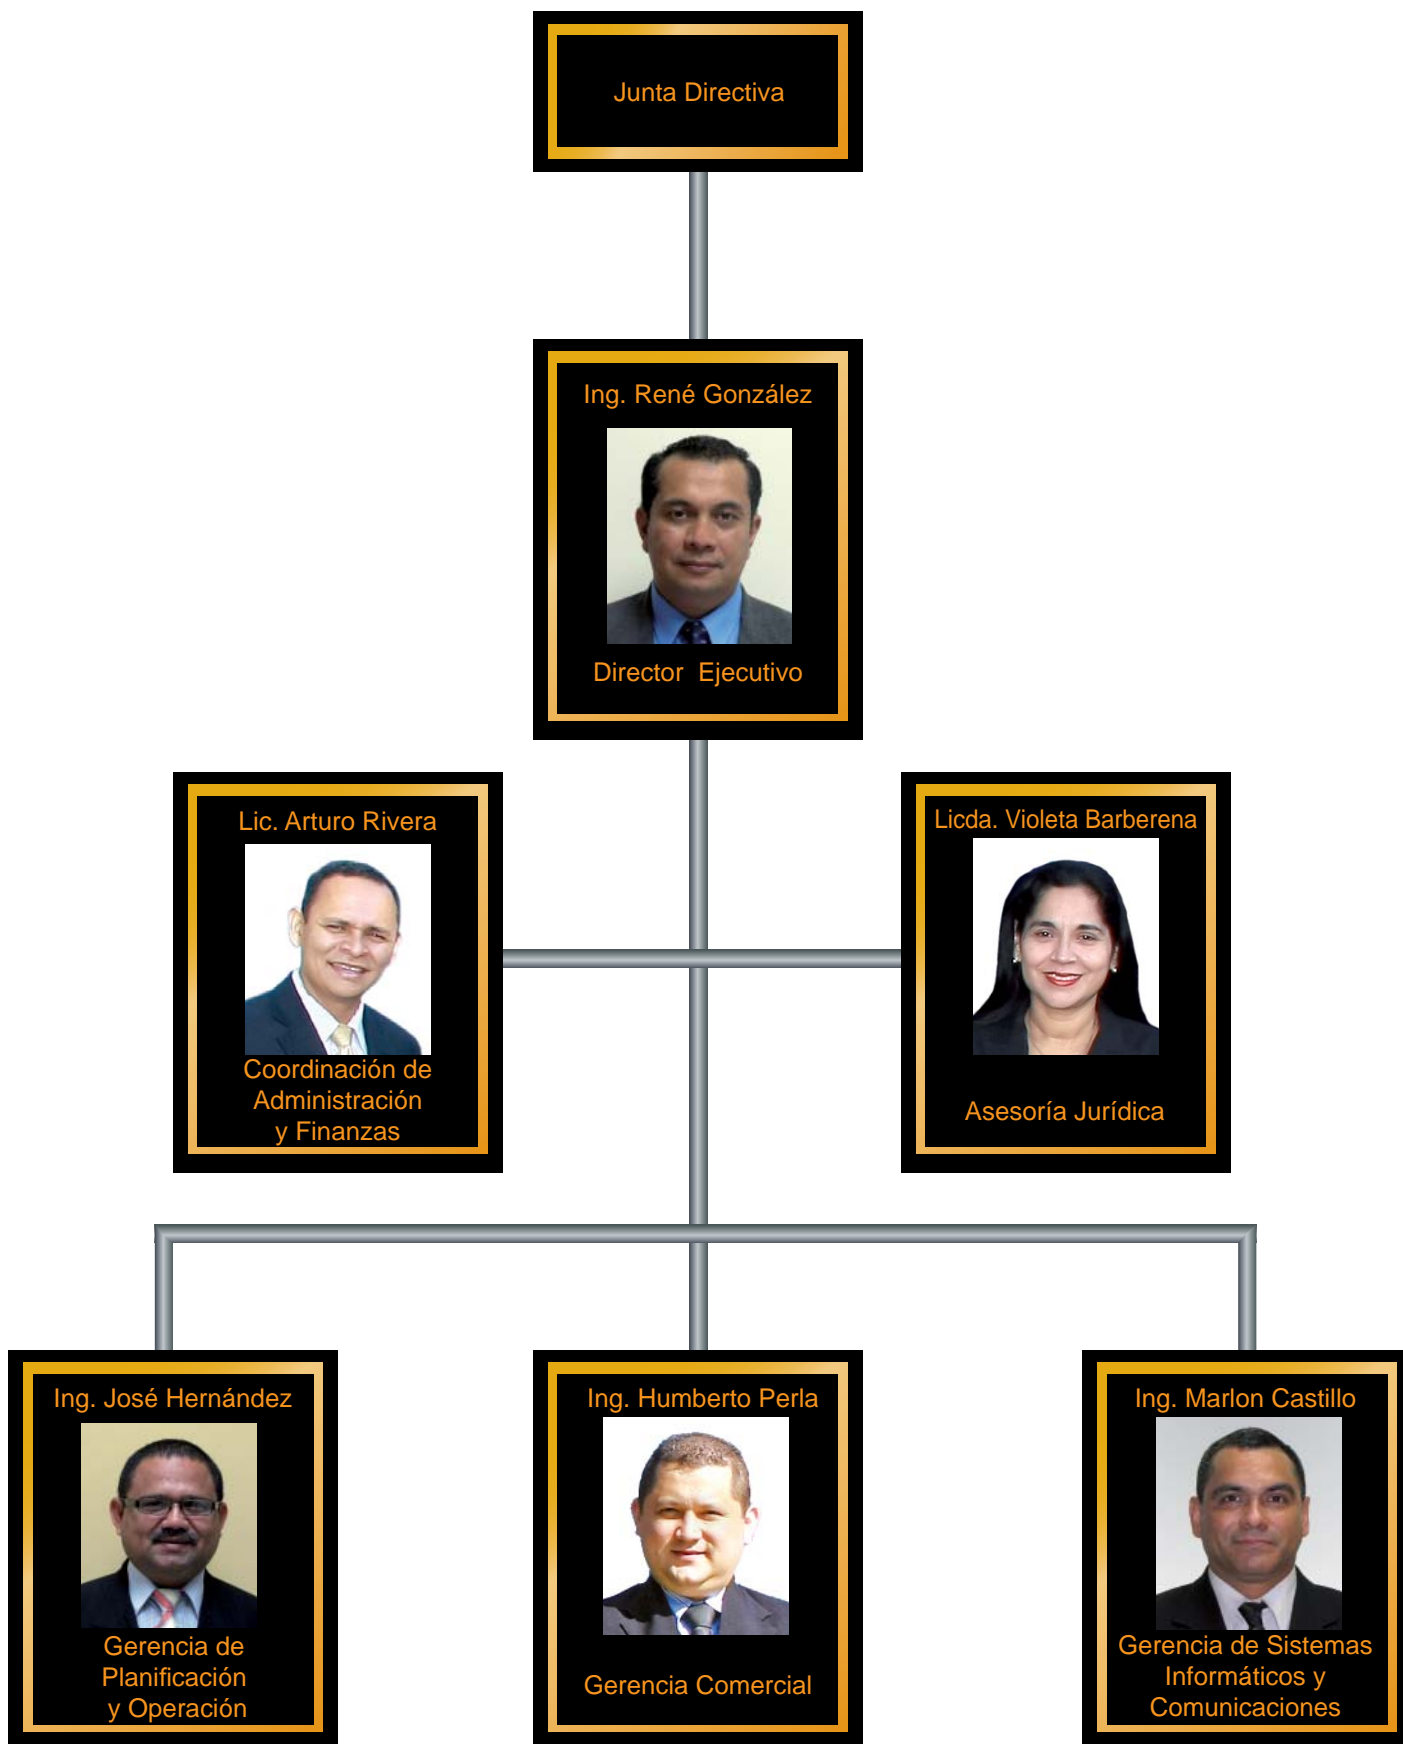 Junta Directiva
Ing. René González
Director Ejecutivo
Lic. Arturo Rivera
Coordinación de
Administración
y Finanzas
Licda. Violeta Barberena
Asesoría Jurídica
Ing. José Hernández
Gerencia de
Planificación
y Operación
Ing. Humberto Perla
Gerencia Comercial
Ing. Marlon Castillo
Gerencia de Sistemas
Informáticos y
Comunicaciones